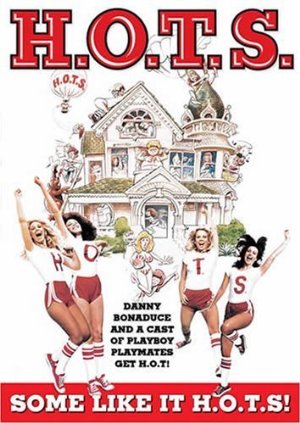 H.O.T.S.
H.O.T.S.
H O T S
DANNY
BONADUCE
AND A CAST
OF PLAYBOY
PLAYMATES
GET H.O.T!
SOME LIKE IT H.O.T.S!